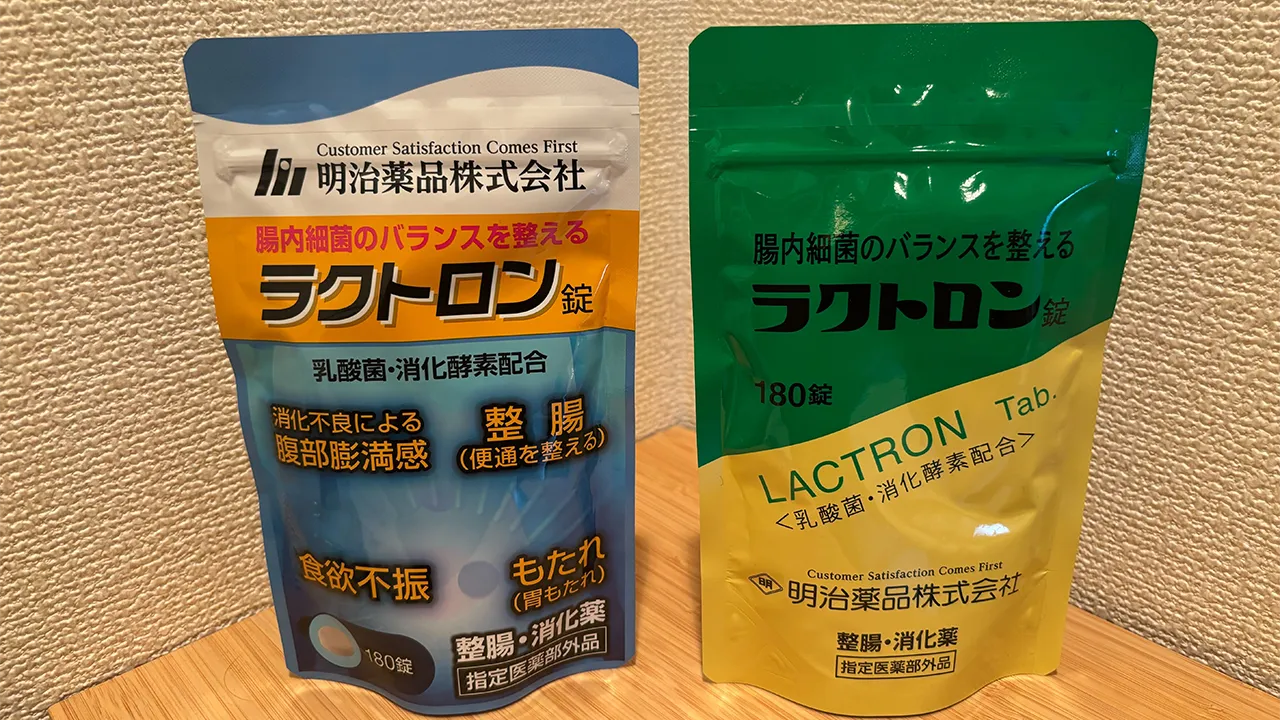 Customer Satisfaction Comes First
明治薬品株式会社
腸内細菌のバランスを整える
ラクトロン錠
乳酸菌・消化酵素配合
消化不良による
腹部膨満感
整腸
(便通を整える)
食欲不振
もたれ
(胃もたれ)
180錠
整腸・消化薬
指定医薬部外品
腸内細菌のバランスを整える
ラクトロン錠
180錠
LACTRON Tab.
<乳酸菌・消化酵素配合>
Customer Satisfaction Comes First
明 明治薬品株式会社
整腸・消化薬
指定医薬部外品